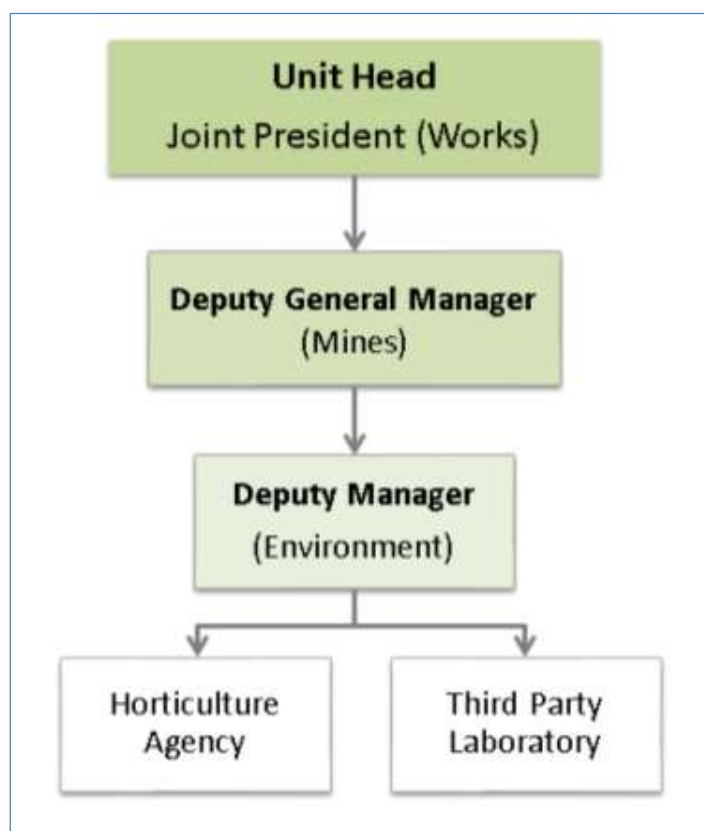 Unit Head
Joint President (Works)
Deputy General Manager
(Mines)
Deputy Manager
(Environment)
Horticulture
Agency
Third Party
Laboratory